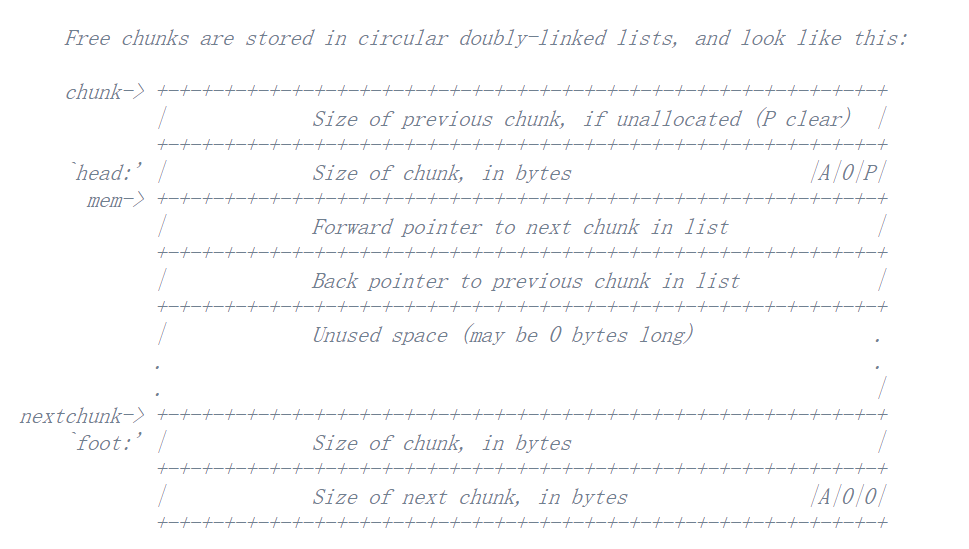 Free chunks are stored in circular doubly-linked lists, and look like this:
chunk-> +-+-+-+-+-+-+-+-+-+-+-+-+-+-+-+-+-+-+-+-+-+-+-+-+-+-+-+-+-+-+-+-+
| Size of previous chunk, if unallocated (P clear) |
+-+-+-+-+-+-+-+-+-+-+-+-+-+-+-+-+-+-+-+-+-+-+-+-+-+-+-+-+-+-+-+-+
`head:' | Size of chunk, in bytes |A|0|P|
mem-> +-+-+-+-+-+-+-+-+-+-+-+-+-+-+-+-+-+-+-+-+-+-+-+-+-+-+-+-+-+-+-+-+
| Forward pointer to next chunk in list |
+-+-+-+-+-+-+-+-+-+-+-+-+-+-+-+-+-+-+-+-+-+-+-+-+-+-+-+-+-+-+-+-+
| Back pointer to previous chunk in list |
+-+-+-+-+-+-+-+-+-+-+-+-+-+-+-+-+-+-+-+-+-+-+-+-+-+-+-+-+-+-+-+-+
| Unused space (may be 0 bytes long) .
. .
. |
nextchunk-> +-+-+-+-+-+-+-+-+-+-+-+-+-+-+-+-+-+-+-+-+-+-+-+-+-+-+-+-+-+-+-+-+
`foot:' | Size of chunk, in bytes |
+-+-+-+-+-+-+-+-+-+-+-+-+-+-+-+-+-+-+-+-+-+-+-+-+-+-+-+-+-+-+-+-+
| Size of next chunk, in bytes |A|0|0|
+-+-+-+-+-+-+-+-+-+-+-+-+-+-+-+-+-+-+-+-+-+-+-+-+-+-+-+-+-+-+-+-+